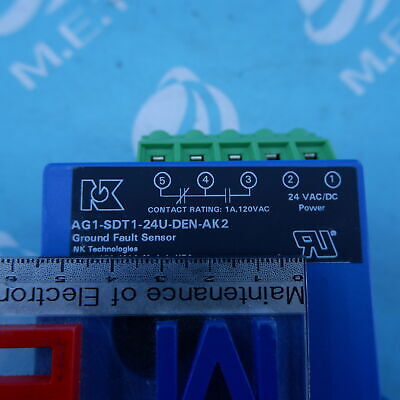 M.E.T
5 4 3 2 1
CONTACT RATING: 1A,120VAC
24 VAC/DC
Power
NK
AG1-SDT1-24U-DEN-AK2
Ground Fault Sensor
NK Technologies
Maintenance of Electron
M